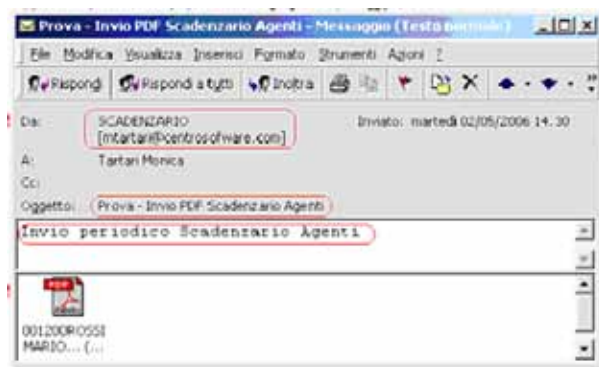 Prova - Invio PDF Scadenzario Agenti - Messaggio (Testo normale)
File Modifica Visualizza Inserisci Formato Strumenti Azioni ?
Rispondi Rispondi a tutti Inoltra
Da: SCADENZARIO Inviato: martedì 02/05/2006 14.30
[mtartari@centrosofware.com]
A: Tartari Monica
Cc:
Oggetto: Prova - Invio PDF Scadenzario Agenti
Invio periodico Scadenzario Agenti
PDF
001200ROSSI
MARIO... (...